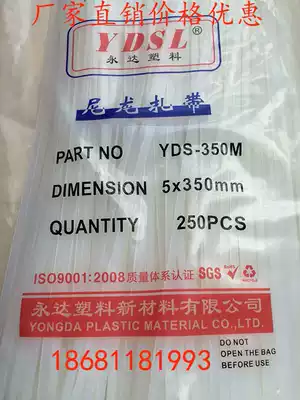 厂家直销价格优惠
YDSL
永达塑料
尼龙扎带
PART NO YDS-350M
DIMENSION 5x350mm
QUANTITY 250PCS
ISO9001:2008质量体系认证 SGS
永达塑料新材料有限公司
YONGDA PLASTIC MATERIAL CO.,LTD.
18681181993
DO NOT
OPEN THE BAG
BEFORE USE